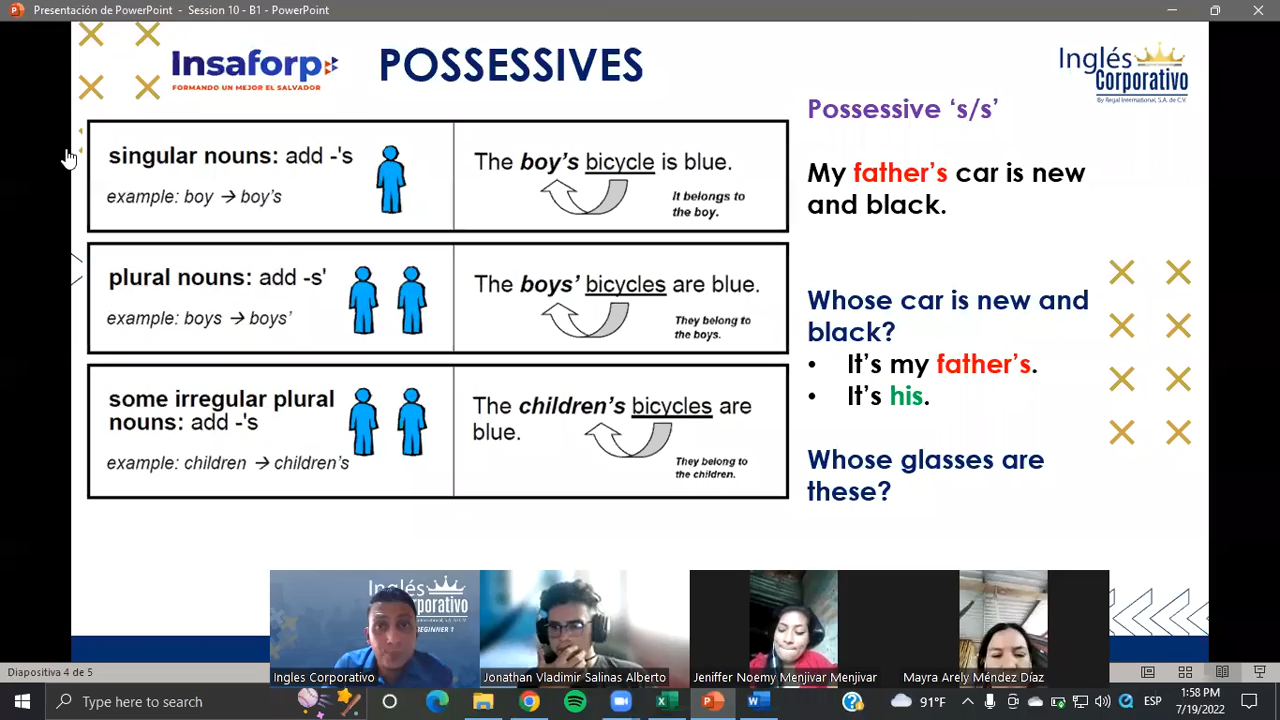 Presentación de PowerPoint - Session 10 - B1 - PowerPoint
Insaforp
FORMANDO UN MEJOR EL SALVADOR
POSSESSIVES
Inglés
Corporativo
By Regal International, S.A. de C.V.
singular nouns: add -'s
example: boy → boy's
The boy's bicycle is blue.
It belongs to
the boy.
plural nouns: add -s'
example: boys → boys'
The boys' bicycles are blue.
They belong to
the boys.
some irregular plural
nouns: add -'s
example: children → children's
The children's bicycles are
blue.
They belong to
the children.
Possessive ‘s/s’
My father’s car is new
and black.
Whose car is new and
black?
• It’s my father’s.
• It’s his.
Whose glasses are
these?
Inglés
Corporativo
BEGINNER 1
Ingles Corporativo
Jonathan Vladimir Salinas Alberto
Jeniffer Noemy Menjivar Menjivar
Mayra Arely Méndez Díaz
Diapositiva 4 de 5
Type here to search
91°F
ESP
1:58 PM
7/19/2022